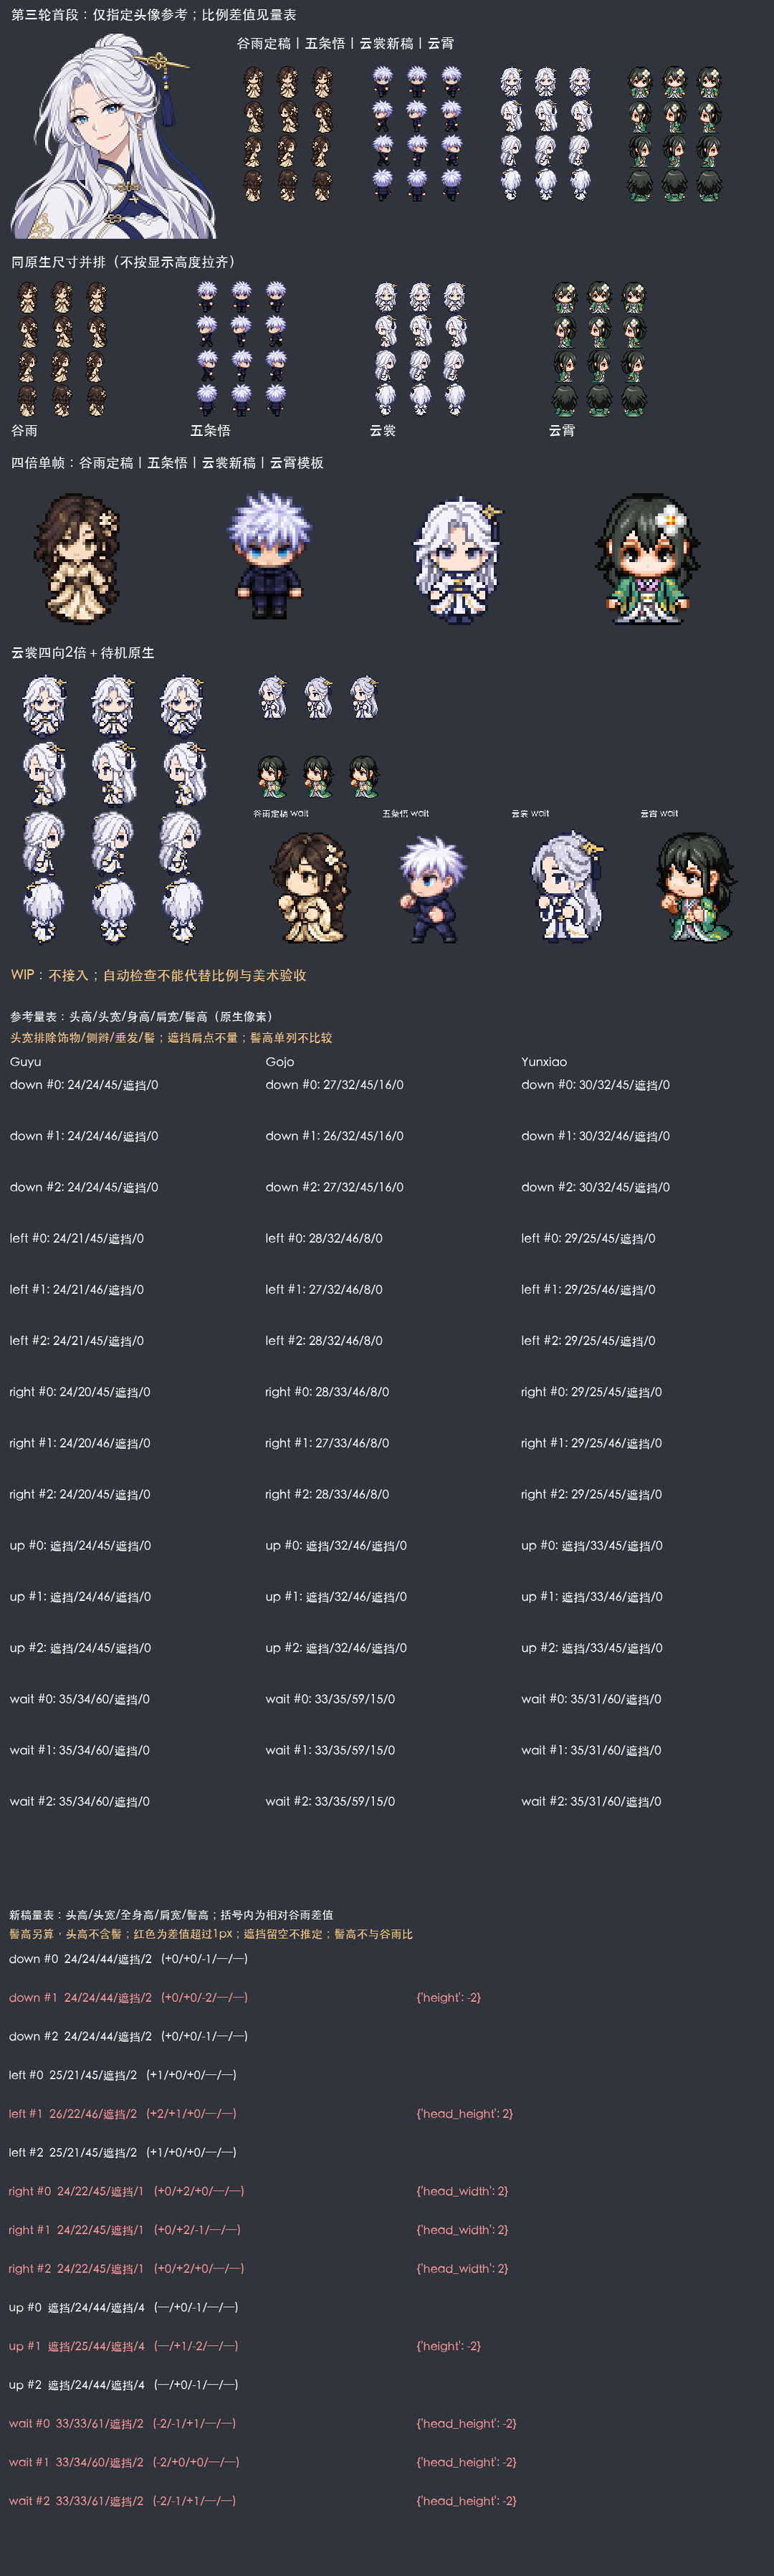 第三轮首段：仅指定头像参考；比例差值见量表
谷雨定稿丨五条悟丨云裳新稿丨云霄
同原生尺寸并排（不按显示高度拉齐）
谷雨 五条悟 云裳 云霄
四倍单帧：谷雨定稿丨五条悟丨云裳新稿丨云霄模板
云裳四向2倍＋待机原生
谷雨定稿 wait 五条悟 wait 云裳 wait 云霄 wait
WIP：不接入；自动检查不能代替比例与美术验收
参考量表：头高/头宽/身高/肩宽/髻高（原生像素）
头宽排除饰物/侧辫/垂发/髻；遮挡肩点不量；髻高单列不比较
Guyu Gojo Yunxiao
down #0: 24/24/45/遮挡/0 down #0: 27/32/45/16/0 down #0: 30/32/45/遮挡/0
down #1: 24/24/46/遮挡/0 down #1: 26/32/45/16/0 down #1: 30/32/46/遮挡/0
down #2: 24/24/45/遮挡/0 down #2: 27/32/45/16/0 down #2: 30/32/45/遮挡/0
left #0: 24/21/45/遮挡/0 left #0: 28/32/46/8/0 left #0: 29/25/45/遮挡/0
left #1: 24/21/46/遮挡/0 left #1: 27/32/46/8/0 left #1: 29/25/46/遮挡/0
left #2: 24/21/45/遮挡/0 left #2: 28/32/46/8/0 left #2: 29/25/45/遮挡/0
right #0: 24/20/45/遮挡/0 right #0: 28/33/46/8/0 right #0: 29/25/45/遮挡/0
right #1: 24/20/46/遮挡/0 right #1: 27/33/46/8/0 right #1: 29/25/46/遮挡/0
right #2: 24/20/45/遮挡/0 right #2: 28/33/46/8/0 right #2: 29/25/45/遮挡/0
up #0: 遮挡/24/45/遮挡/0 up #0: 遮挡/32/46/遮挡/0 up #0: 遮挡/33/45/遮挡/0
up #1: 遮挡/24/46/遮挡/0 up #1: 遮挡/32/46/遮挡/0 up #1: 遮挡/33/46/遮挡/0
up #2: 遮挡/24/45/遮挡/0 up #2: 遮挡/32/46/遮挡/0 up #2: 遮挡/33/45/遮挡/0
wait #0: 35/34/60/遮挡/0 wait #0: 33/35/59/15/0 wait #0: 35/31/60/遮挡/0
wait #1: 35/34/60/遮挡/0 wait #1: 33/35/59/15/0 wait #1: 35/31/60/遮挡/0
wait #2: 35/34/60/遮挡/0 wait #2: 33/35/59/15/0 wait #2: 35/31/60/遮挡/0
新稿量表：头高/头宽/全身高/肩宽/髻高；括号内为相对谷雨差值
髻高另算，头高不含髻；红色为差值超过1px；遮挡留空不推定；髻高不与谷雨比
down #0 24/24/44/遮挡/2 (+0/+0/-1/—/—)
down #1 24/24/44/遮挡/2 (+0/+0/-2/—/—) {'height': -2}
down #2 24/24/44/遮挡/2 (+0/+0/-1/—/—)
left #0 25/21/45/遮挡/2 (+1/+0/+0/—/—)
left #1 26/22/46/遮挡/2 (+2/+1/+0/—/—) {'head_height': 2}
left #2 25/21/45/遮挡/2 (+1/+0/+0/—/—)
right #0 24/22/45/遮挡/1 (+0/+2/+0/—/—) {'head_width': 2}
right #1 24/22/45/遮挡/1 (+0/+2/-1/—/—) {'head_width': 2}
right #2 24/22/45/遮挡/1 (+0/+2/+0/—/—) {'head_width': 2}
up #0 遮挡/24/44/遮挡/4 (—/+0/-1/—/—)
up #1 遮挡/25/44/遮挡/4 (—/+1/-2/—/—) {'height': -2}
up #2 遮挡/24/44/遮挡/4 (—/+0/-1/—/—)
wait #0 33/33/61/遮挡/2 (-2/-1/+1/—/—) {'head_height': -2}
wait #1 33/34/60/遮挡/2 (-2/+0/+0/—/—) {'head_height': -2}
wait #2 33/33/61/遮挡/2 (-2/-1/+1/—/—) {'head_height': -2}